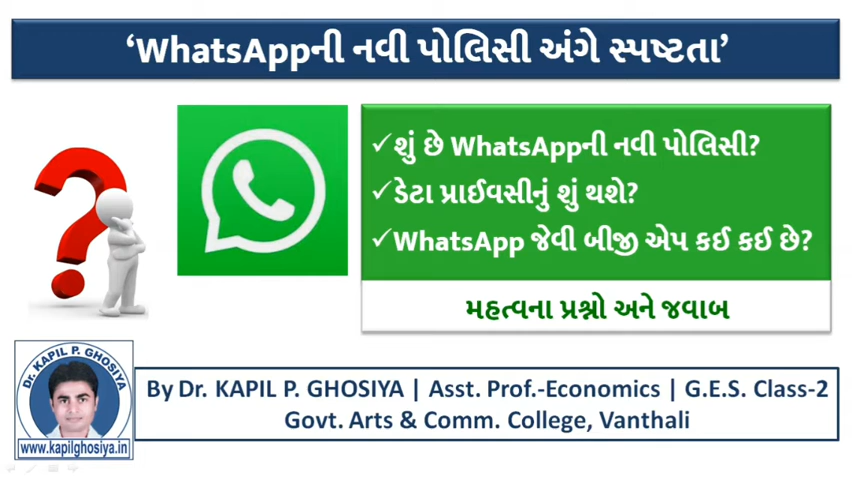 ‘WhatsAppની નવી પોલિસી અંગે સ્પષ્ટતા’
✓શું છે WhatsAppની નવી પોલિસી?
✓ડેટા પ્રાઈવસીનું શું થશે?
✓WhatsApp જેવી બીજી એપ કઈ કઈ છે?
મહત્વના પ્રશ્નો અને જવાબ
Dr. KAPIL P. GHOSIYA
www.kapilghosiya.in
By Dr. KAPIL P. GHOSIYA | Asst. Prof.-Economics | G.E.S. Class-2
Govt. Arts & Comm. College, Vanthali